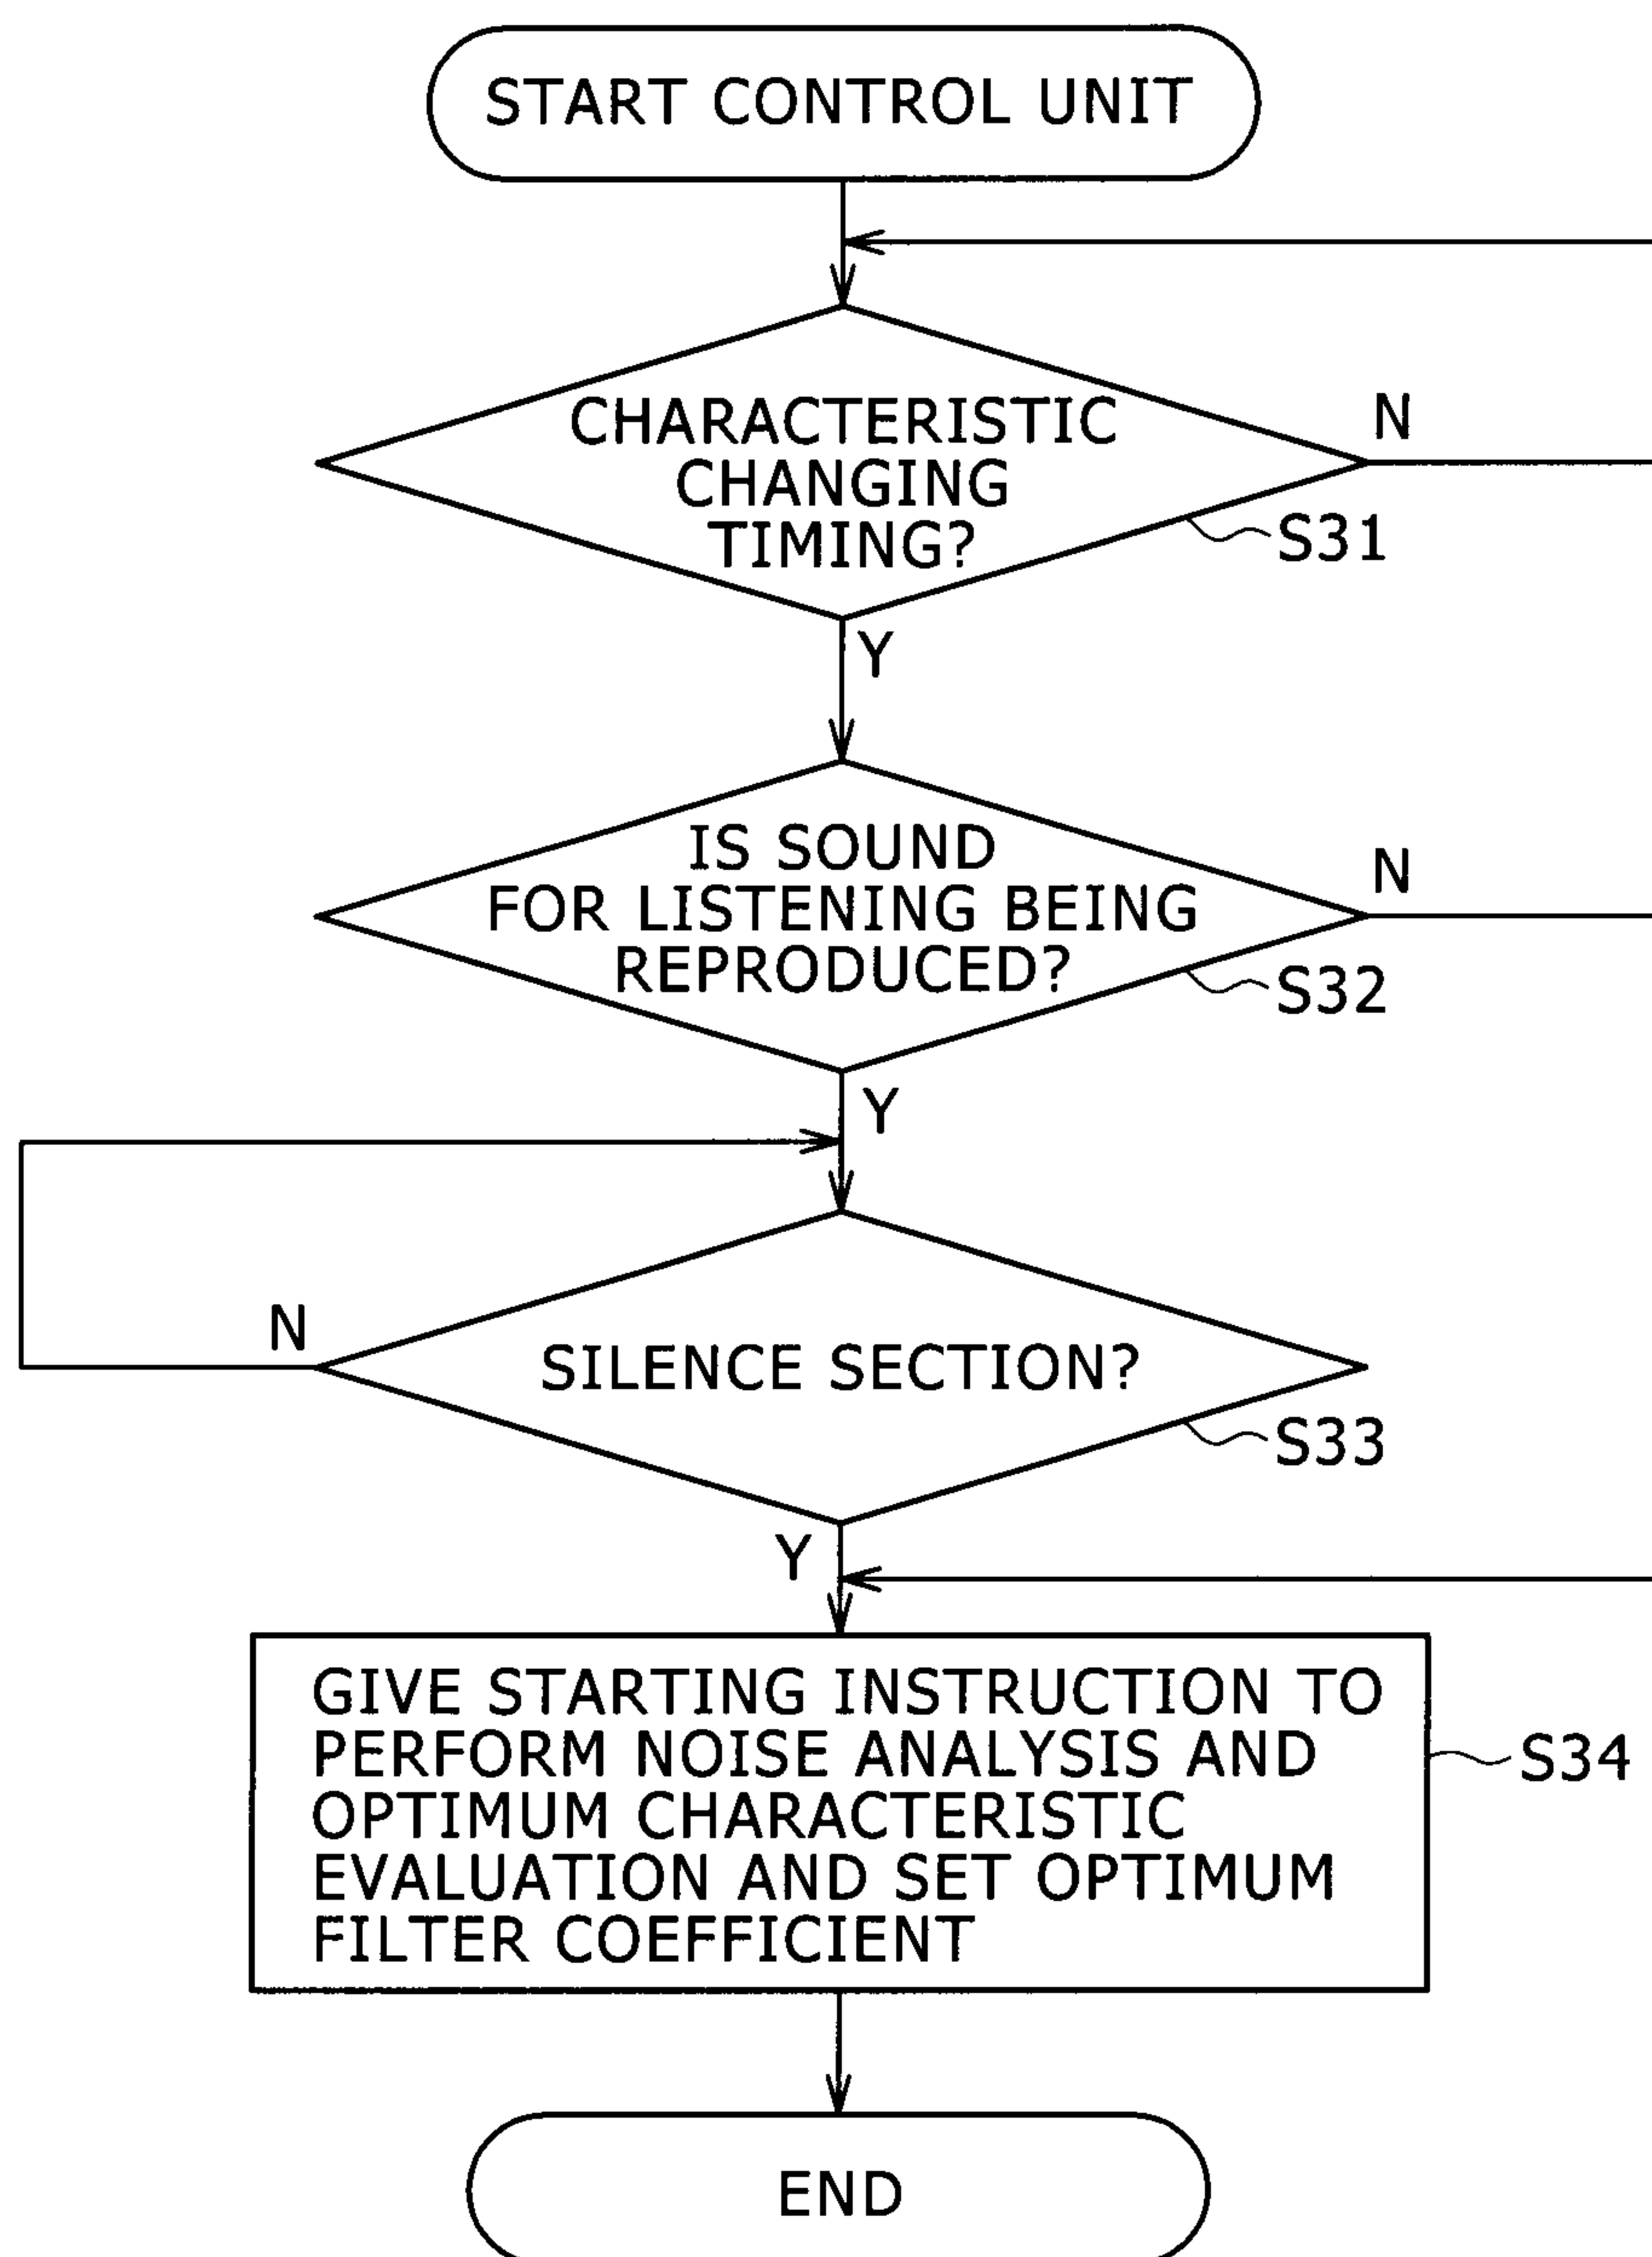 START CONTROL UNIT
CHARACTERISTIC
CHANGING
TIMING?
N
S31
Y
IS SOUND
FOR LISTENING BEING
REPRODUCED?
N
S32
Y
SILENCE SECTION?
N
S33
Y
GIVE STARTING INSTRUCTION TO
PERFORM NOISE ANALYSIS AND
OPTIMUM CHARACTERISTIC
EVALUATION AND SET OPTIMUM
FILTER COEFFICIENT
S34
END